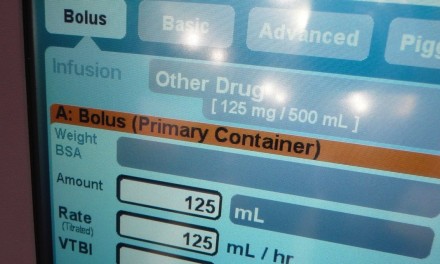 Bolus Basic Advanced Pigg
Infusion Other Drug
[ 125 mg / 500 mL ]
A: Bolus (Primary Container)
Weight
BSA
Amount 125 mL
Rate 125 mL / hr
(Titrated)
VTBI